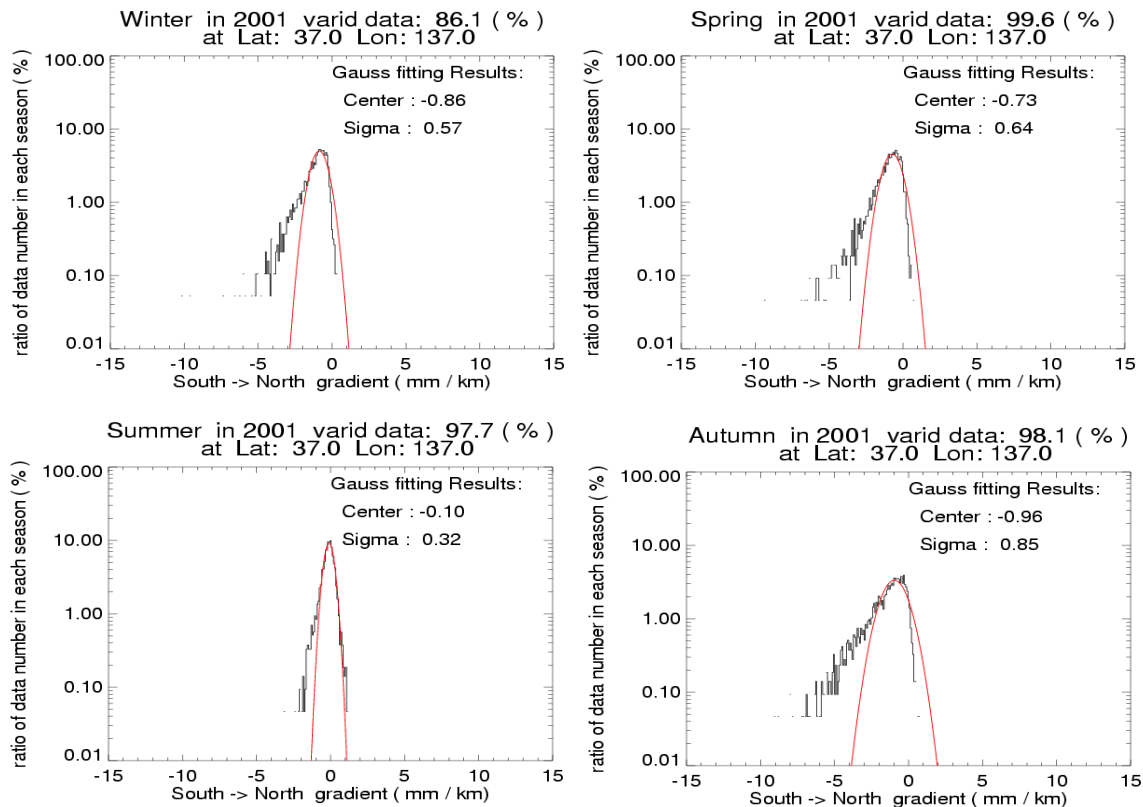 Winter in 2001 varid data: 86.1 ( % )
at Lat: 37.0 Lon: 137.0
100.00
10.00
1.00
0.10
0.01
ratio of data number in each season ( % )
Gauss fitting Results:
Center : -0.86
Sigma : 0.57
-15 -10 -5 0 5 10 15
South -> North gradient ( mm / km )
Spring in 2001 varid data: 99.6 ( % )
at Lat: 37.0 Lon: 137.0
100.00
10.00
1.00
0.10
0.01
ratio of data number in each season ( % )
Gauss fitting Results:
Center : -0.73
Sigma : 0.64
-15 -10 -5 0 5 10 15
South -> North gradient ( mm / km )
Summer in 2001 varid data: 97.7 ( % )
at Lat: 37.0 Lon: 137.0
100.00
10.00
1.00
0.10
0.01
ratio of data number in each season ( % )
Gauss fitting Results:
Center : -0.10
Sigma : 0.32
-15 -10 -5 0 5 10 15
South -> North gradient ( mm / km )
Autumn in 2001 varid data: 98.1 ( % )
at Lat: 37.0 Lon: 137.0
100.00
10.00
1.00
0.10
0.01
ratio of data number in each season ( % )
Gauss fitting Results:
Center : -0.96
Sigma : 0.85
-15 -10 -5 0 5 10 15
South -> North gradient ( mm / km )